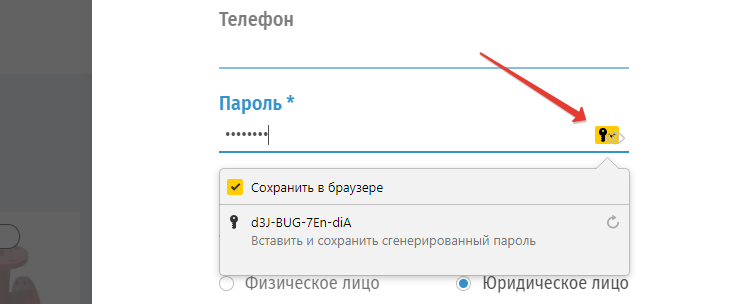 Телефон
Пароль *
••••••••
Сохранить в браузере
d3J-BUG-7En-diA
Вставить и сохранить сгенерированный пароль
Физическое лицо
Юридическое лицо